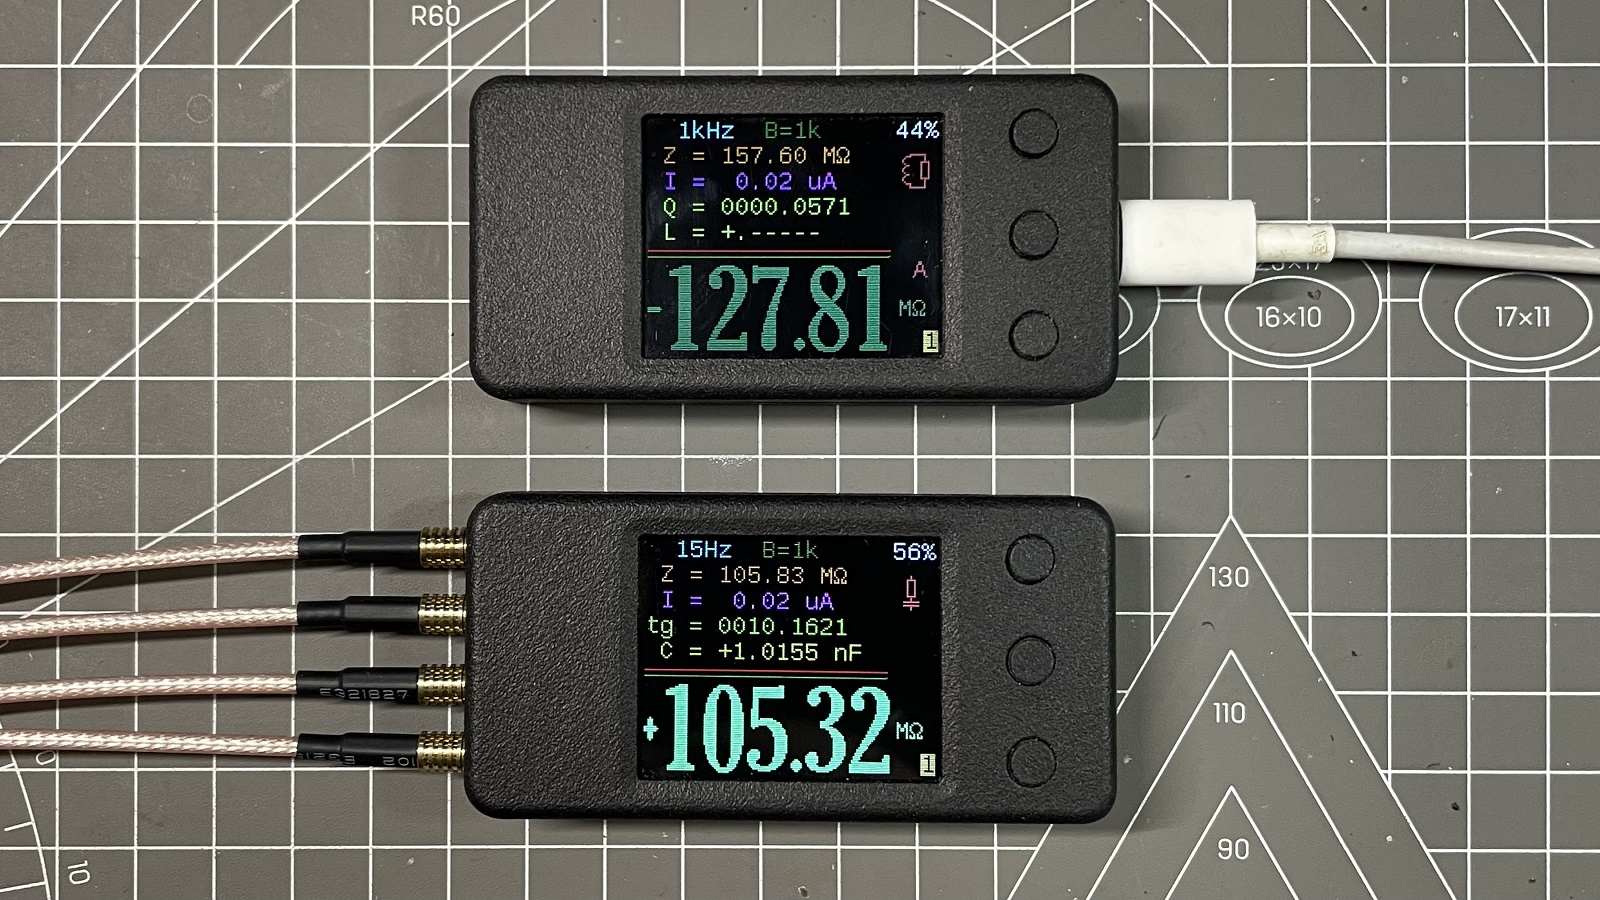 R60
1kHz B=1k 44%
Z = 157.60 MΩ
I = 0.02 uA
Q = 0000.0571
L = +.-----
A
-127.81 MΩ
1
16×10
17×11
15Hz B=1k 56%
Z = 105.83 MΩ
I = 0.02 uA
tg = 0010.1621
C = +1.0155 nF
+105.32 MΩ
1
E321827
102
130
110
90
10